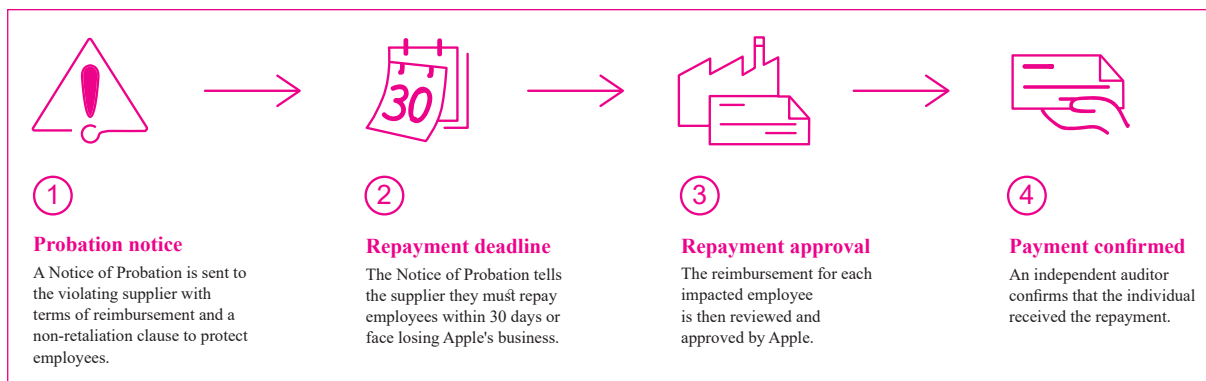 30
1
Probation notice
A Notice of Probation is sent to
the violating supplier with
terms of reimbursement and a
non-retaliation clause to protect
employees.
2
Repayment deadline
The Notice of Probation tells
the supplier they must repay
employees within 30 days or
face losing Apple's business.
3
Repayment approval
The reimbursement for each
impacted employee
is then reviewed and
approved by Apple.
4
Payment confirmed
An independent auditor
confirms that the individual
received the repayment.